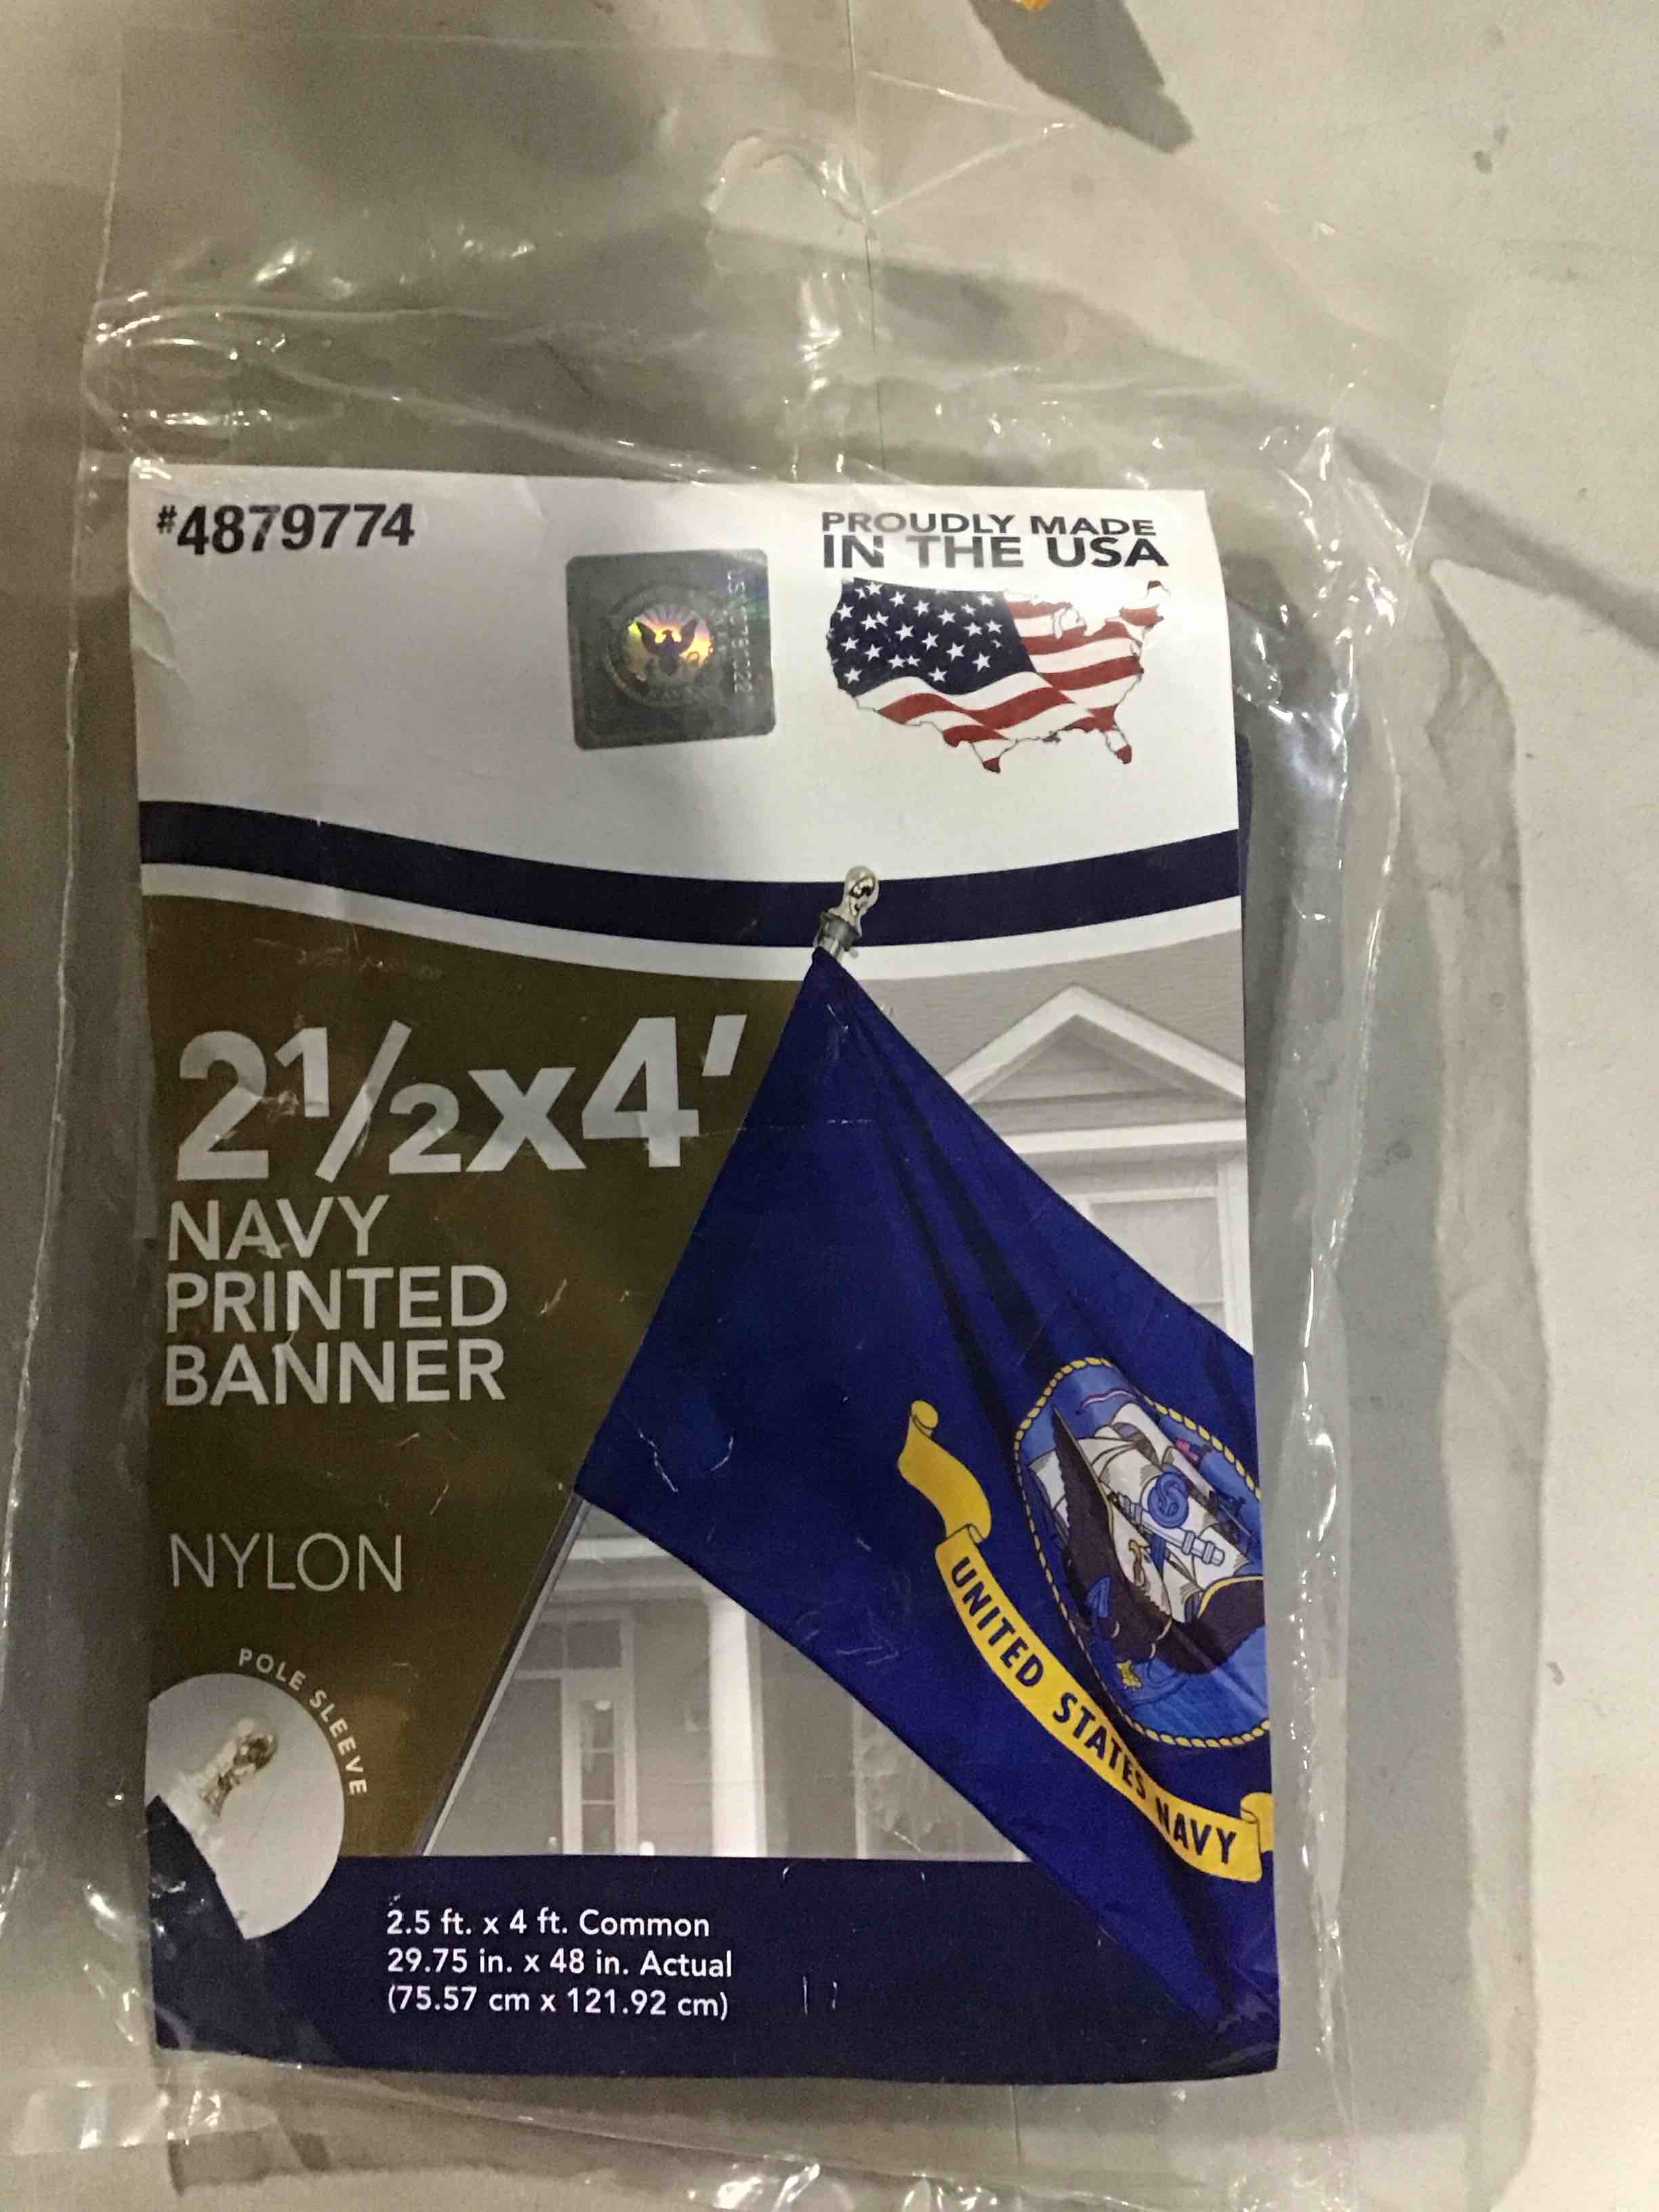 #4879774
PROUDLY MADE
IN THE USA
2½x4'
NAVY
PRINTED
BANNER
NYLON
POLE SLEEVE
UNITED STATES NAVY
2.5 ft. x 4 ft. Common
29.75 in. x 48 in. Actual
(75.57 cm x 121.92 cm)